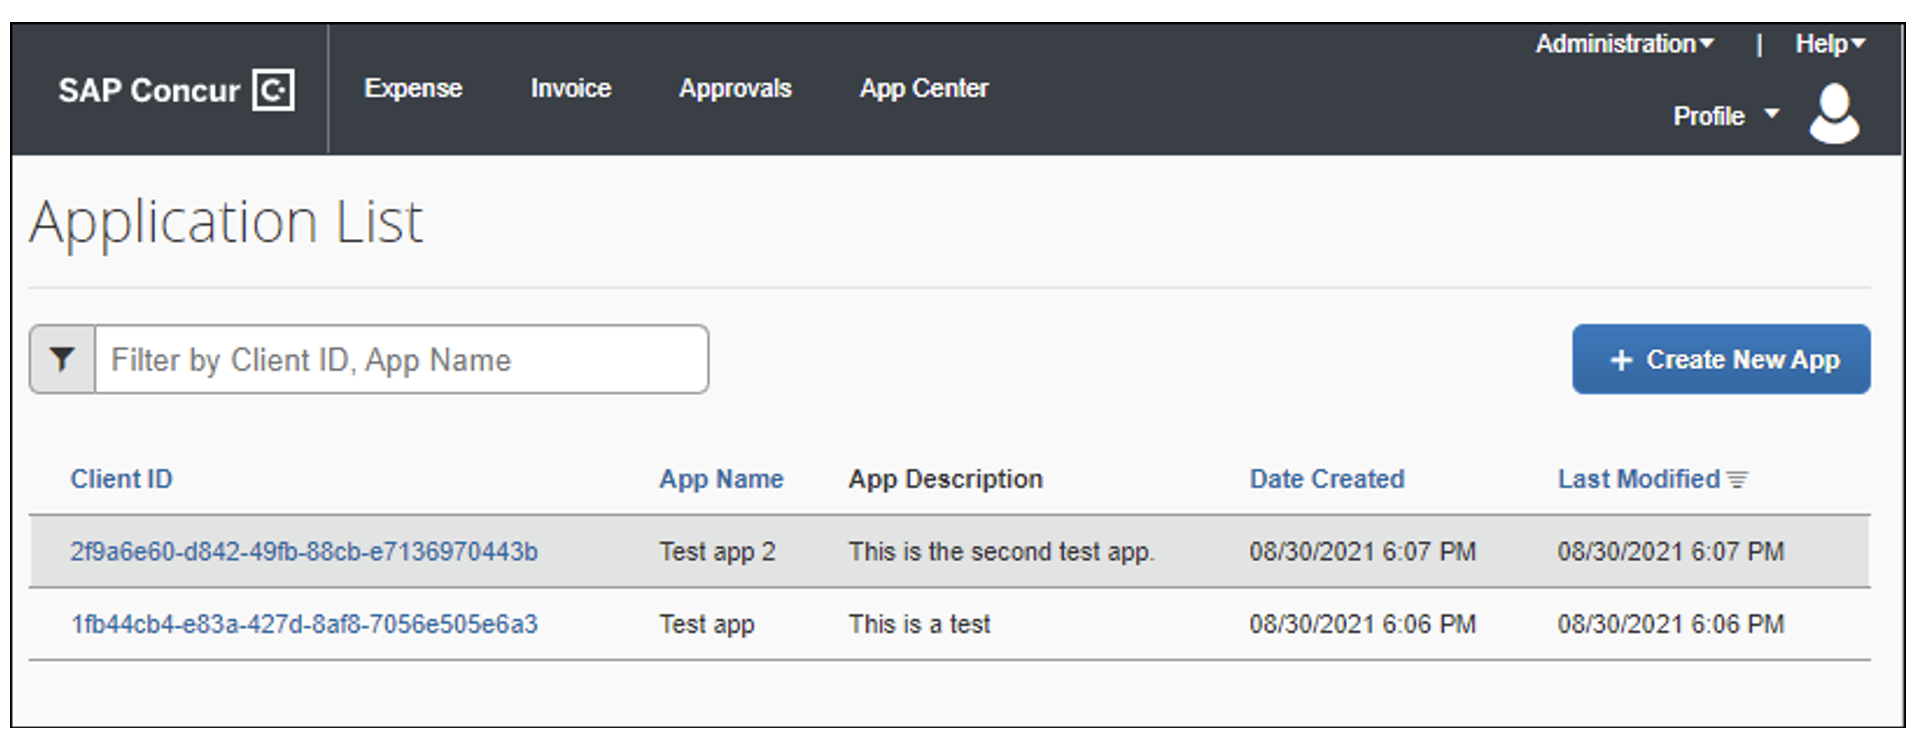 Administration | Help
SAP Concur C Expense Invoice Approvals App Center
Profile
Application List
Filter by Client ID, App Name
+ Create New App
Client ID App Name App Description Date Created Last Modified
2f9a6e60-d842-49fb-88cb-e7136970443b Test app 2 This is the second test app. 08/30/2021 6:07 PM 08/30/2021 6:07 PM
1fb44cb4-e83a-427d-8af8-7056e505e6a3 Test app This is a test 08/30/2021 6:06 PM 08/30/2021 6:06 PM